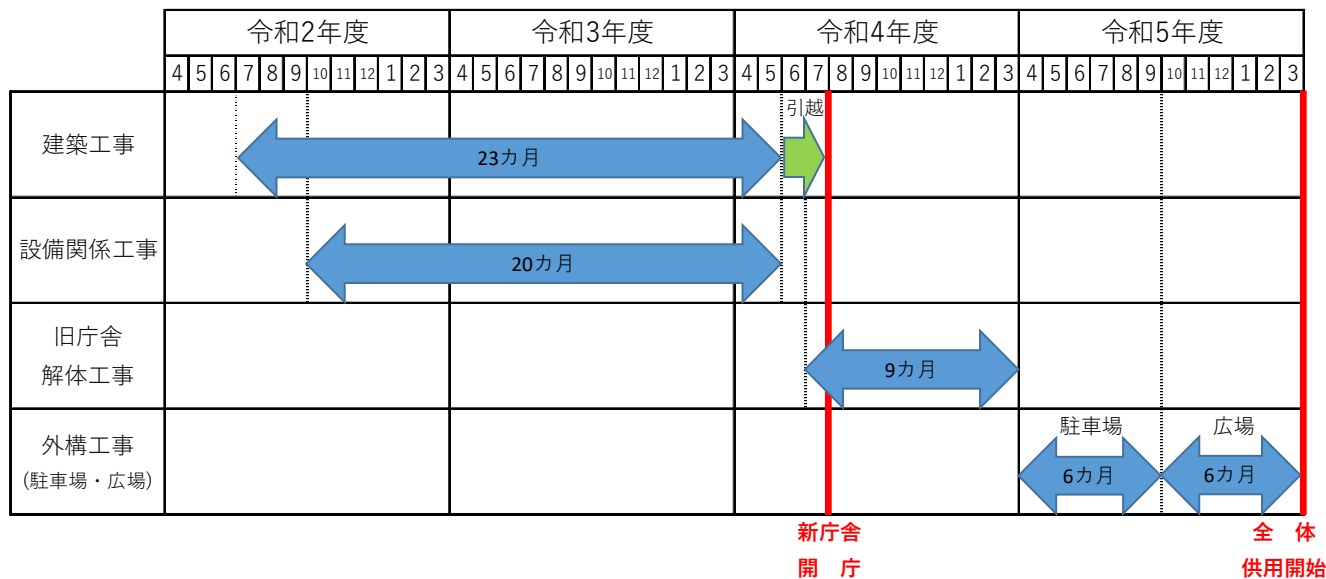 令和2年度 令和3年度 令和4年度 令和5年度
4 5 6 7 8 9 10 11 12 1 2 3 4 5 6 7 8 9 10 11 12 1 2 3 4 5 6 7 8 9 10 11 12 1 2 3 4 5 6 7 8 9 10 11 12 1 2 3
引越
建築工事
23カ月
設備関係工事
20カ月
旧庁舎
解体工事
9カ月
外構工事
(駐車場・広場)
駐車場 広場
6カ月 6カ月
新庁舎
開 庁
全 体
供用開始